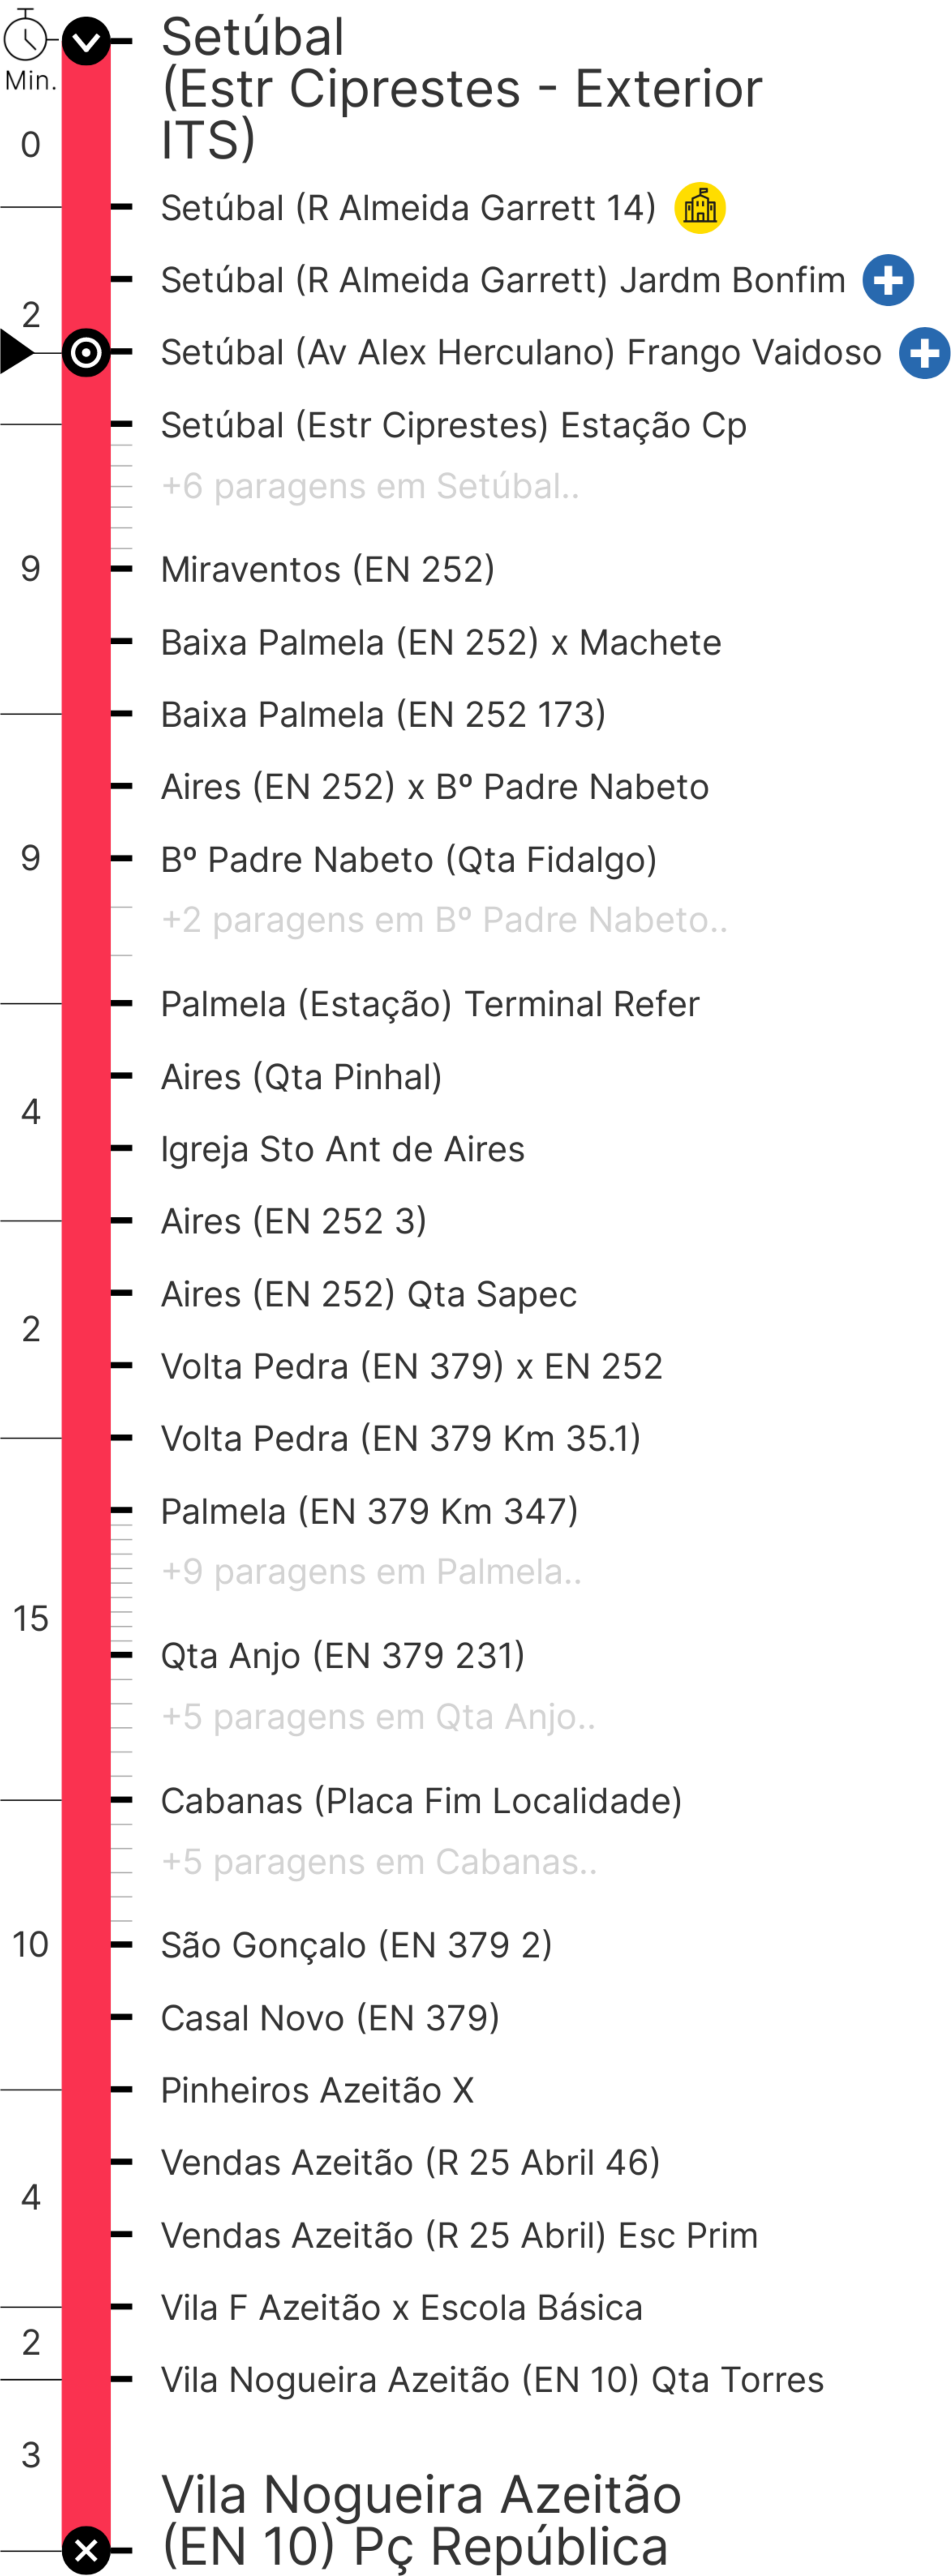 Setúbal
(Estr Ciprestes - Exterior
Min.
ITS)
0
Setúbal (R Almeida Garrett 14)
Setúbal (R Almeida Garrett) Jardm Bonfim
2
Setúbal (Av Alex Herculano) Frango Vaidoso
Setúbal (Estr Ciprestes) Estação Cp
+6 paragens em Setúbal..
9
Miraventos (EN 252)
Baixa Palmela (EN 252) x Machete
Baixa Palmela (EN 252 173)
Aires (EN 252) x Bº Padre Nabeto
9
Bº Padre Nabeto (Qta Fidalgo)
+2 paragens em Bº Padre Nabeto..
Palmela (Estação) Terminal Refer
Aires (Qta Pinhal)
4
Igreja Sto Ant de Aires
Aires (EN 252 3)
Aires (EN 252) Qta Sapec
2
Volta Pedra (EN 379) x EN 252
Volta Pedra (EN 379 Km 35.1)
Palmela (EN 379 Km 347)
+9 paragens em Palmela..
15
Qta Anjo (EN 379 231)
+5 paragens em Qta Anjo..
Cabanas (Placa Fim Localidade)
+5 paragens em Cabanas..
10
São Gonçalo (EN 379 2)
Casal Novo (EN 379)
Pinheiros Azeitão X
Vendas Azeitão (R 25 Abril 46)
4
Vendas Azeitão (R 25 Abril) Esc Prim
Vila F Azeitão x Escola Básica
2
Vila Nogueira Azeitão (EN 10) Qta Torres
3
Vila Nogueira Azeitão
(EN 10) Pç República